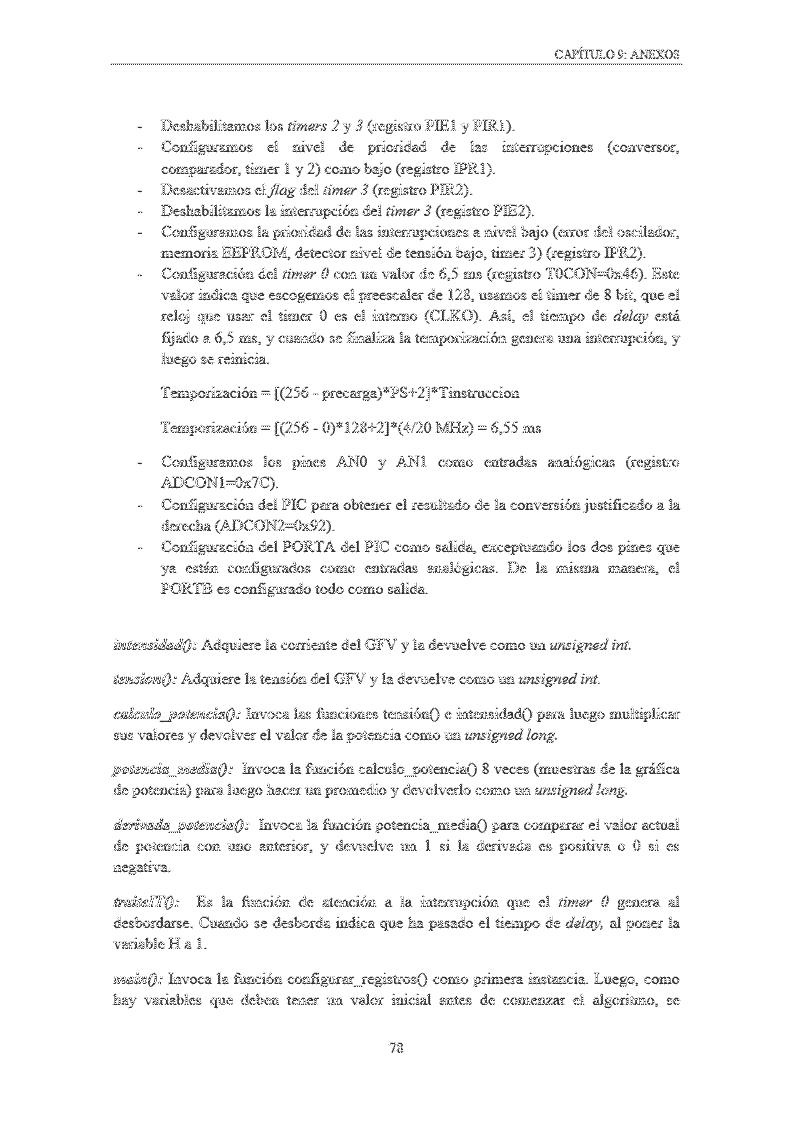 CAPÍTULO 9: ANEXOS
- Deshabilitamos los timers 2 y 3 (registro PIE1 y PIR1).
- Configuramos el nivel de prioridad de las interrupciones (conversor,
comparador, timer 1 y 2) como bajo (registro IPR1).
- Desactivamos el flag del timer 3 (registro PIR2).
- Deshabilitamos la interrupción del timer 3 (registro PIE2).
- Configuramos la prioridad de las interrupciones a nivel bajo (error del oscilador,
memoria EEPROM, detector nivel de tensión bajo, timer 3) (registro IPR2).
- Configuración del timer 0 con un valor de 6,5 ms (registro T0CON=0x46). Este
valor indica que escogemos el preescaler de 128, usamos el timer de 8 bit, que el
reloj que usar el timer 0 es el interno (CLKO). Así, el tiempo de delay está
fijado a 6,5 ms, y cuando se finaliza la temporización genera una interrupción, y
luego se reinicia.
Temporización = [(256 - precarga)*PS+2]*Tinstruccion
Temporización = [(256 - 0)*128+2]*(4/20 MHz) = 6,55 ms
- Configuramos los pines AN0 y AN1 como entradas analógicas (registro
ADCON1=0x7C).
- Configuración del PIC para obtener el resultado de la conversión justificado a la
derecha (ADCON2=0x92).
- Configuración del PORTA del PIC como salida, exceptuando los dos pines que
ya están configurados como entradas analógicas. De la misma manera, el
PORTB es configurado todo como salida.
intensidad(): Adquiere la corriente del GFV y la devuelve como un unsigned int.
tension(): Adquiere la tensión del GFV y la devuelve como un unsigned int.
calculo_potencia(): Invoca las funciones tensión() e intensidad() para luego multiplicar
sus valores y devolver el valor de la potencia como un unsigned long.
potencia_media(): Invoca la función calculo_potencia() 8 veces (muestras de la gráfica
de potencia) para luego hacer un promedio y devolverlo como un unsigned long.
derivada_potencia(): Invoca la función potencia_media() para comparar el valor actual
de potencia con uno anterior, y devuelve un 1 si la derivada es positiva o 0 si es
negativa.
traiteIT(): Es la función de atención a la interrupción que el timer 0 genera al
desbordarse. Cuando se desborda indica que ha pasado el tiempo de delay, al poner la
variable H a 1.
main(): Invoca la función configurar_registros() como primera instancia. Luego, como
hay variables que deben tener un valor inicial antes de comenzar el algoritmo, se
78